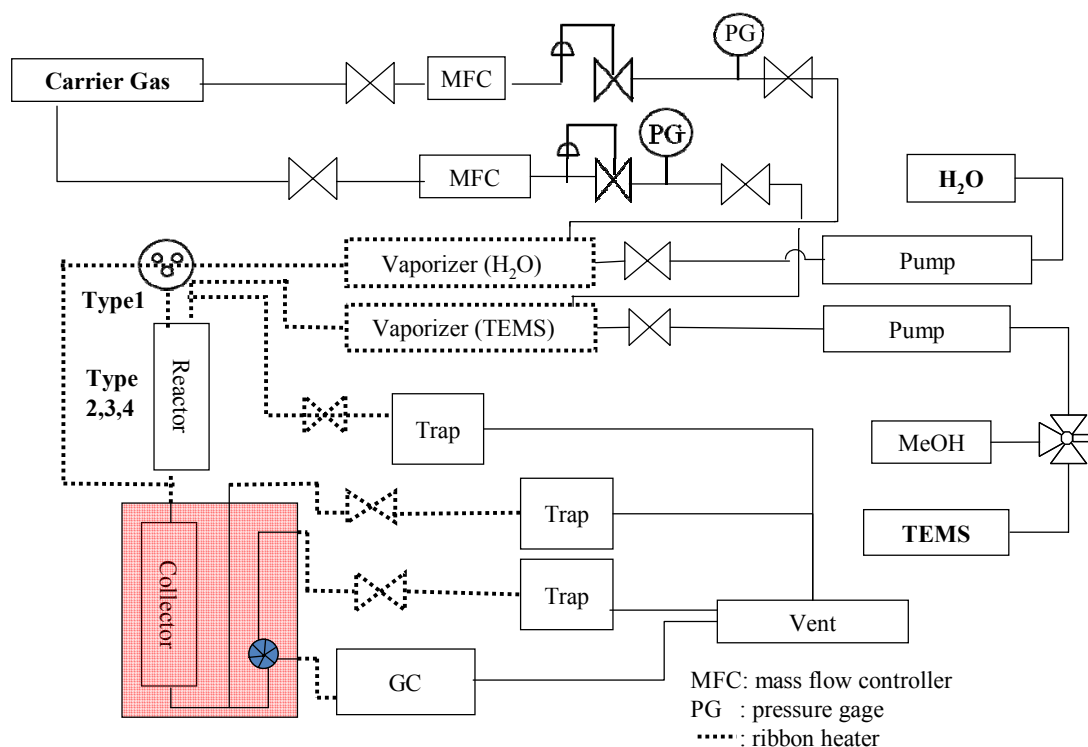 PG
Carrier Gas
MFC
PG
MFC
H₂O
Vaporizer (H₂O)
Pump
Type1
Vaporizer (TEMS)
Pump
Reactor
Type
2,3,4
Trap
MeOH
Trap
TEMS
Collector
Trap
Vent
GC
MFC: mass flow controller
PG : pressure gage
: ribbon heater